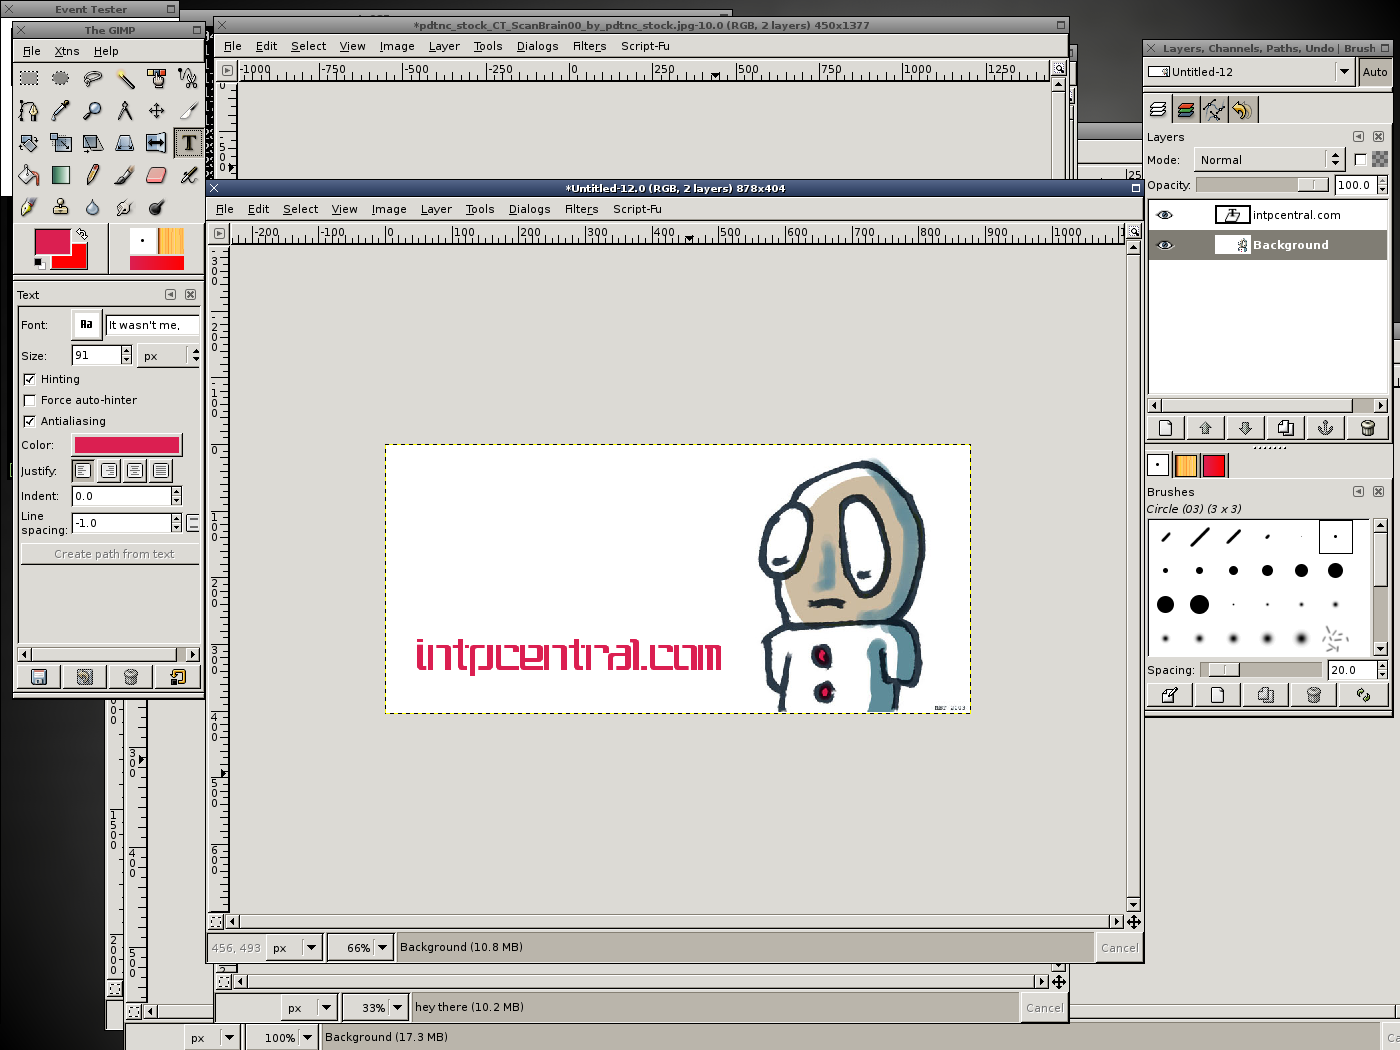 Event Tester
The GIMP
File Xtns Help
Text
Font: Aa It wasn't me,
Size: 91 px
Hinting
Force auto-hinter
Antialiasing
Color:
Justify:
Indent: 0.0
Line spacing: -1.0
Create path from text
*pdtnc_stock_CT_ScanBrain00_by_pdtnc_stock.jpg-10.0 (RGB, 2 layers) 450x1377
File Edit Select View Image Layer Tools Dialogs Filters Script-Fu
-1000 -750 -500 -250 0 250 500 750 1000 1250
*Untitled-12.0 (RGB, 2 layers) 878x404
File Edit Select View Image Layer Tools Dialogs Filters Script-Fu
-200 -100 0 100 200 300 400 500 600 700 800 900 1000
intpcentral.com
456, 493 px 66% Background (10.8 MB) Cancel
px 33% hey there (10.2 MB) Cancel
px 100% Background (17.3 MB)
Layers, Channels, Paths, Undo | Brush
Untitled-12 Auto
Layers
Mode: Normal
Opacity: 100.0
intpcentral.com
Background
Brushes
Circle (03) (3 x 3)
Spacing: 20.0